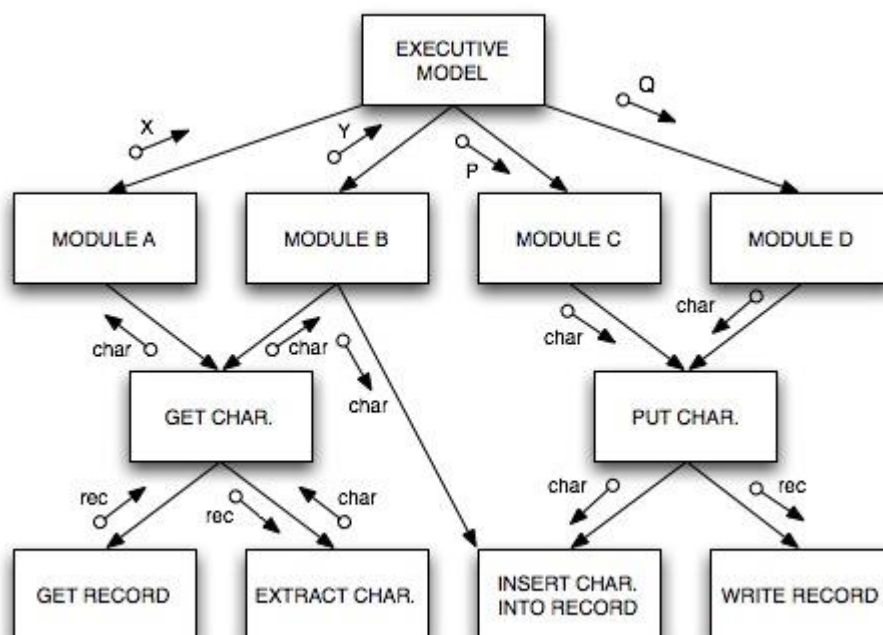 EXECUTIVE
MODEL
X
Y
P
Q
MODULE A
MODULE B
MODULE C
MODULE D
char
char
char
char
char
GET CHAR.
PUT CHAR.
rec
rec
char
char
rec
GET RECORD
EXTRACT CHAR.
INSERT CHAR.
INTO RECORD
WRITE RECORD